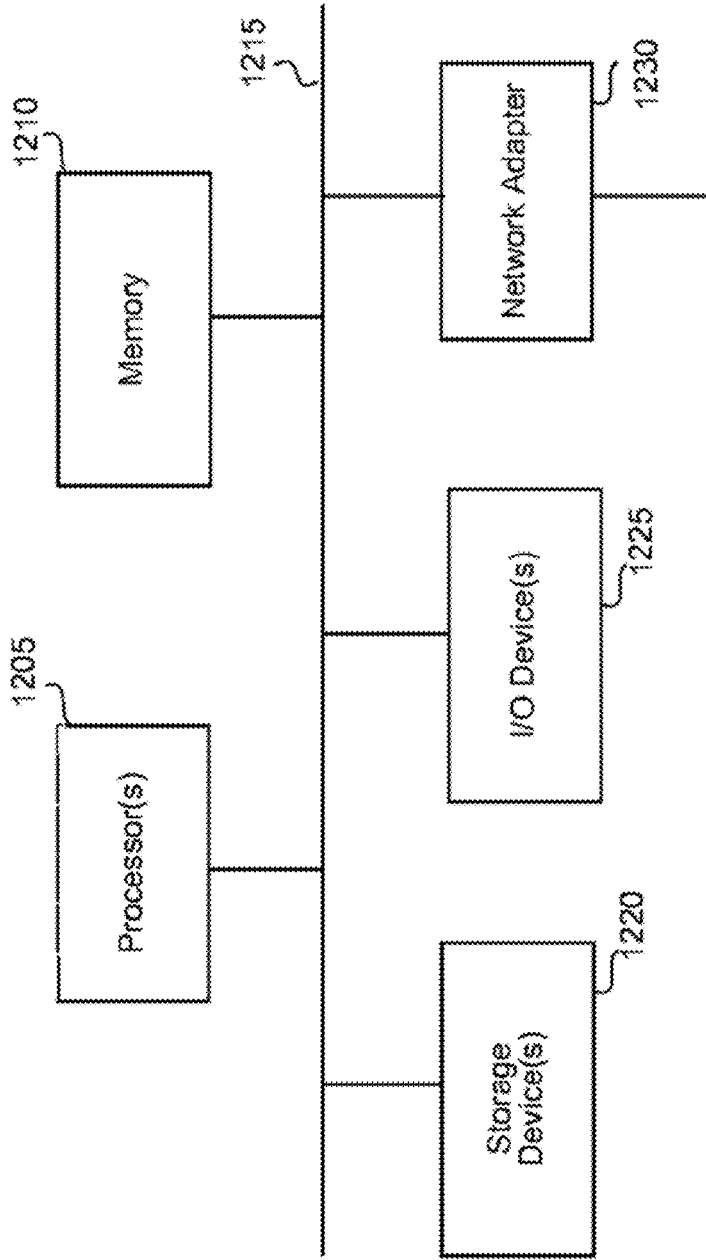 1205
1210
Processor(s)
Memory
1215
Storage
Device(s)
I/O Device(s)
Network Adapter
1220
1225
1230